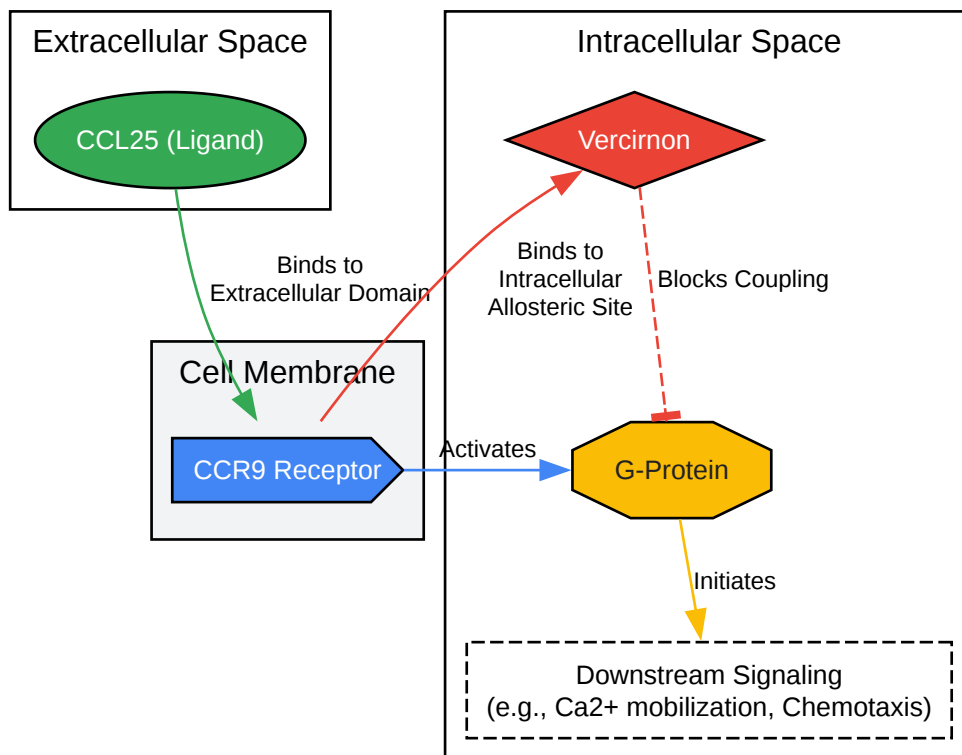 Extracellular Space
Intracellular Space
CCL25 (Ligand)
Vercirnon
Binds to
Extracellular Domain
Binds to
Intracellular
Allosteric Site
Blocks Coupling
Cell Membrane
CCR9 Receptor
Activates
G-Protein
Initiates
Downstream Signaling
(e.g., Ca2+ mobilization, Chemotaxis)